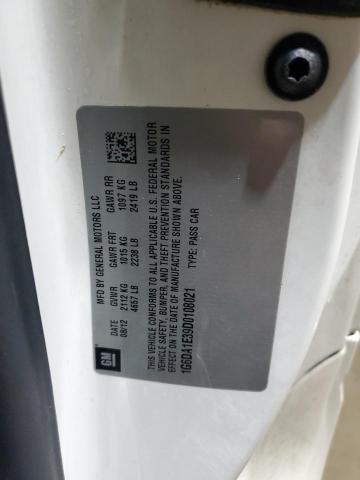 GM
MFD BY GENERAL MOTORS LLC
08/12 GVWR GAWR FRT GAWR RR
2112 KG 1015 KG 1097 KG
4657 LB 2238 LB 2419 LB
THIS VEHICLE CONFORMS TO ALL APPLICABLE U.S. FEDERAL MOTOR
VEHICLE SAFETY, BUMPER, AND THEFT PREVENTION STANDARDS IN
EFFECT ON THE DATE OF MANUFACTURE SHOWN ABOVE.
1G6DA1E39D0108021 TYPE: PASS CAR